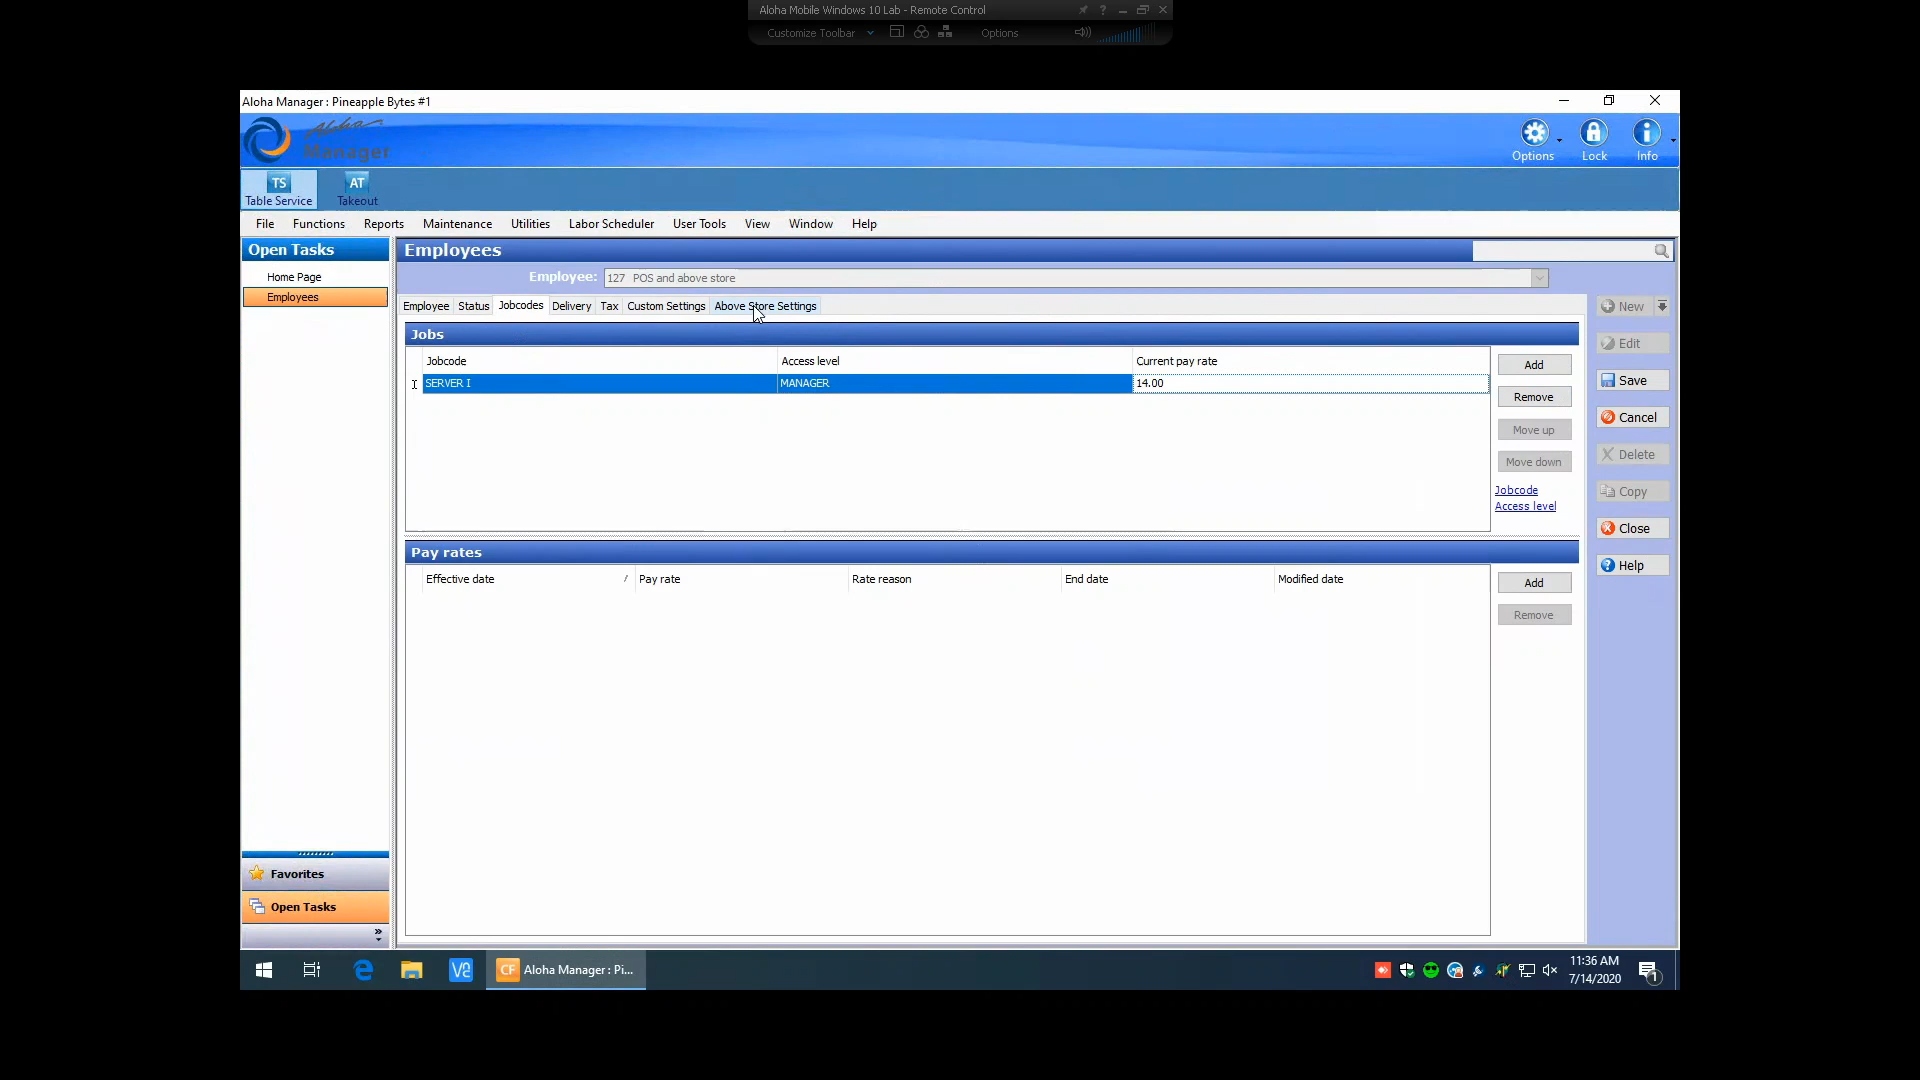 Aloha Mobile Windows 10 Lab - Remote Control
Customize Toolbar Options
Aloha Manager : Pineapple Bytes #1
Aloha Manager
Options Lock Info
TS AT
Table Service Takeout
File Functions Reports Maintenance Utilities Labor Scheduler User Tools View Window Help
Open Tasks
Home Page
Employees
Employees
Employee: 127 POS and above store
Employee Status Jobcodes Delivery Tax Custom Settings Above Store Settings
Jobs
Jobcode Access level Current pay rate
SERVER I MANAGER 14.00
Add
Remove
Move up
Move down
Jobcode
Access level
Pay rates
Effective date / Pay rate Rate reason End date Modified date
Add
Remove
New
Edit
Save
Cancel
Delete
Copy
Close
Help
Favorites
Open Tasks
CF Aloha Manager : Pi...
11:36 AM
7/14/2020
1